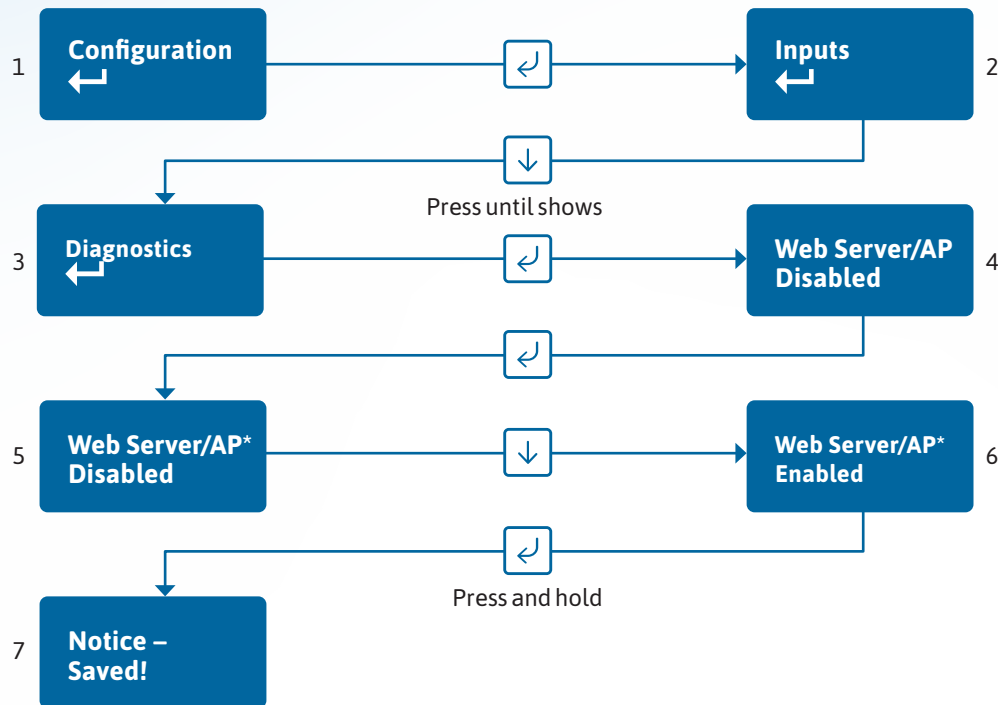 1
Configuration
Inputs
2
Press until shows
3
Diagnostics
Web Server/AP
Disabled
4
5
Web Server/AP*
Disabled
Web Server/AP*
Enabled
6
Press and hold
7
Notice –
Saved!